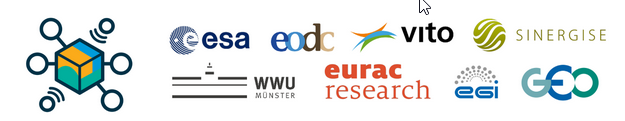 esa
eodc
vito
SINERGISE
WWU
MÜNSTER
eurac
research
egi
GEO